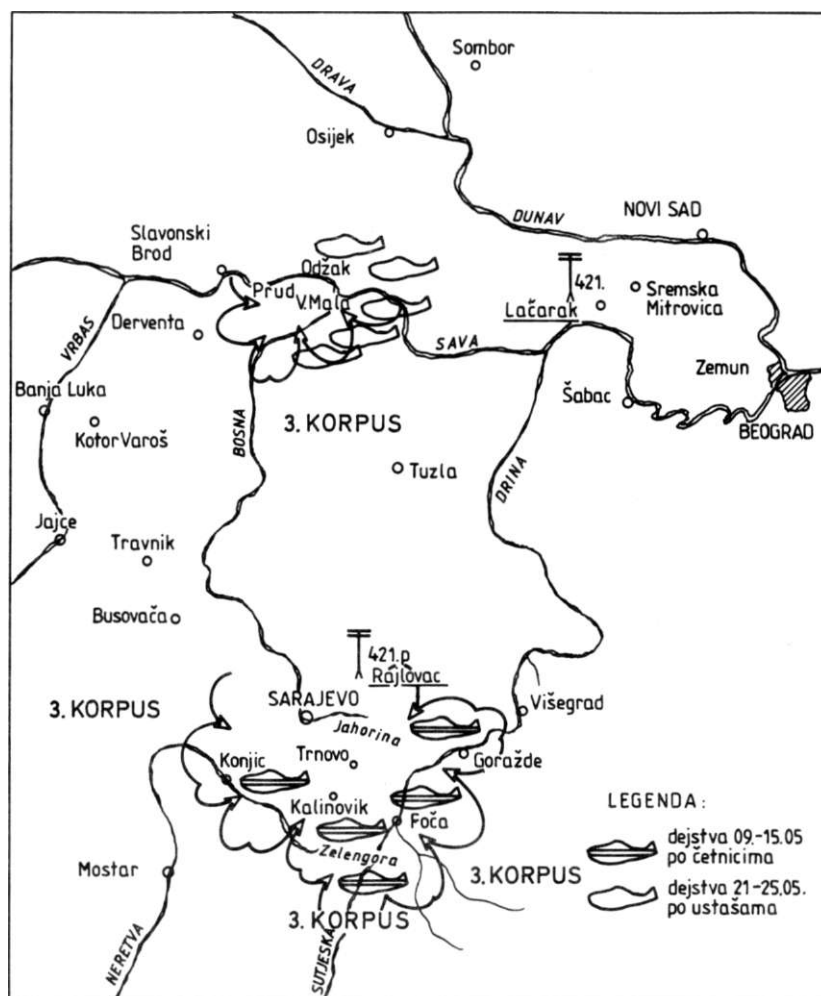 Sombor
DRAVA
Osijek
DUNAV
NOVI SAD
Slavonski
Brod
Odžak
421.
Prud
V.Mala
Lačarak
Sremska
Mitrovica
Derventa
SAVA
VRBAS
Zemun
Banja Luka
Šabac
BEOGRAD
Kotor Varoš
BOSNA
3. KORPUS
DRINA
Tuzla
Jajce
Travnik
Busovača
421.p
Rajlovac
3. KORPUS
SARAJEVO
Jahorina
Višegrad
Trnovo
Goražde
Konjic
Kalinovik
Foča
LEGENDA:
dejstva 09.-15.05
po četnicima
Zelengora
Mostar
3. KORPUS
dejstva 21-25.05.
po ustašama
3. KORPUS
NERETVA
SUTJESKA